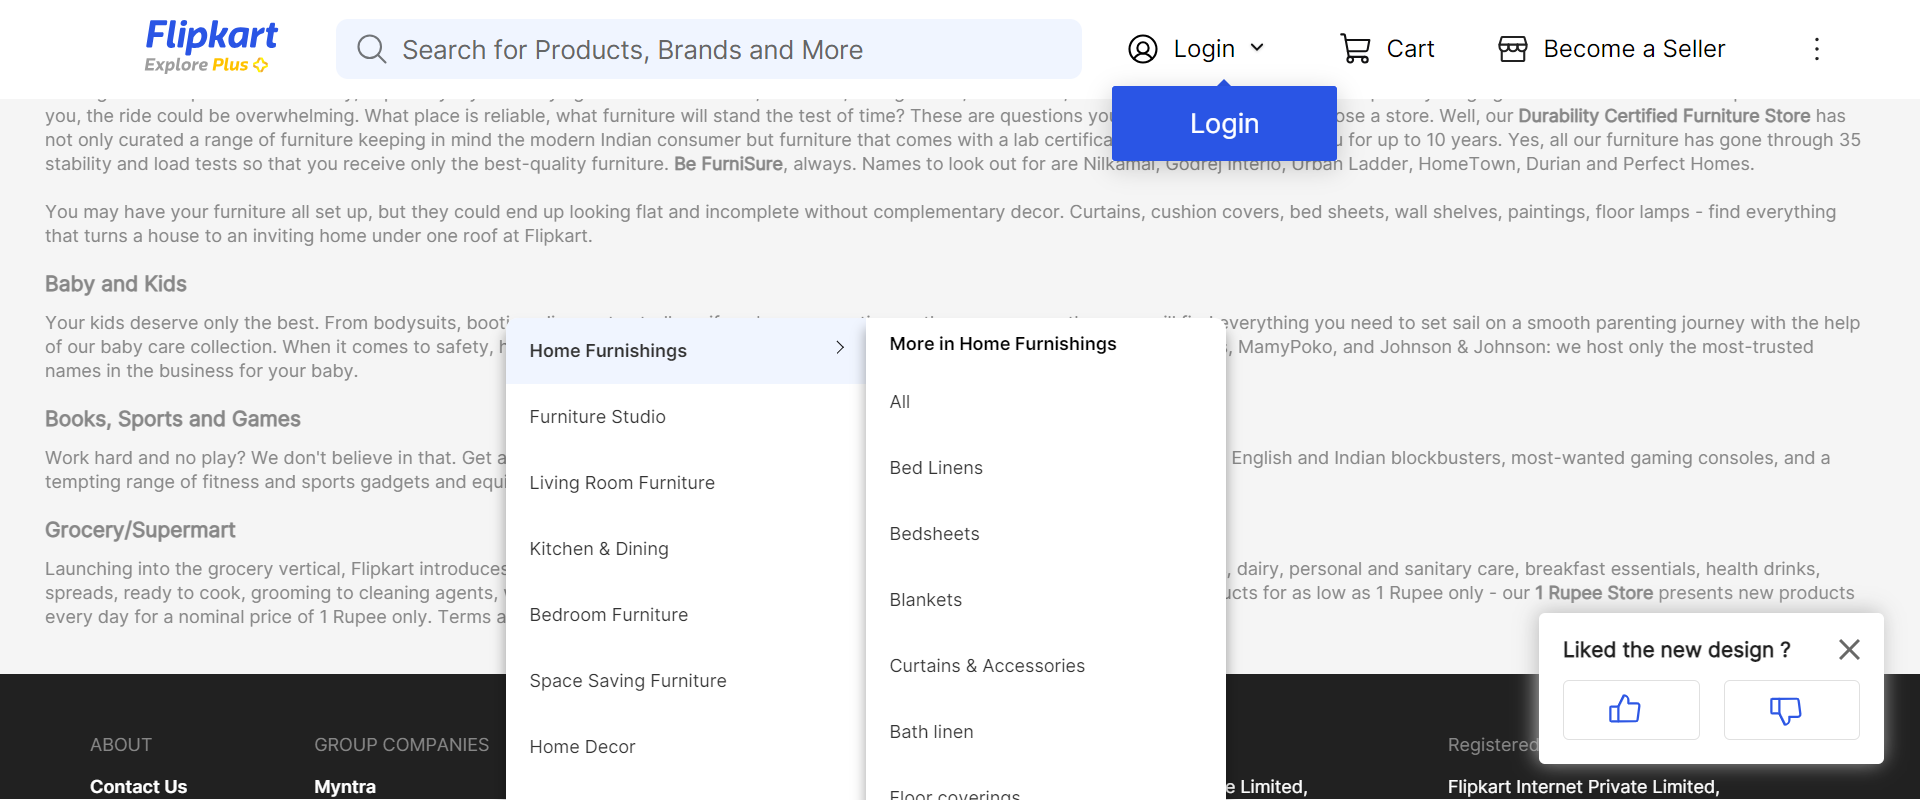 Flipkart
Explore Plus
Search for Products, Brands and More
Login
Cart
Become a Seller
Login
you, the ride could be overwhelming. What place is reliable, what furniture will stand the test of time? These are questions you
ose a store. Well, our Durability Certified Furniture Store has
not only curated a range of furniture keeping in mind the modern Indian consumer but furniture that comes with a lab
for up to 10 years. Yes, all our furniture has gone through 35
stability and load tests so that you receive only the best-quality furniture. Be FurniSure, always. Names to look out for are Nilkamal, Godrej Interio, Urban Ladder, HomeTown, Durian and Perfect Homes.
You may have your furniture all set up, but they could end up looking flat and incomplete without complementary decor. Curtains, cushion covers, bed sheets, wall shelves, paintings, floor lamps - find everything
that turns a house to an inviting home under one roof at Flipkart.
Baby and Kids
Your kids deserve only the best. From bodysuits,
everything you need to set sail on a smooth parenting journey with the help
of our baby care collection. When it comes to safety,
, MamyPoko, and Johnson & Johnson: we host only the most-trusted
names in the business for your baby.
Books, Sports and Games
Work hard and no play? We don't believe in that. Get
English and Indian blockbusters, most-wanted gaming consoles, and a
tempting range of fitness and sports gadgets and
Grocery/Supermart
Launching into the grocery vertical, Flipkart introduces
, dairy, personal and sanitary care, breakfast essentials, health drinks,
spreads, ready to cook, grooming to cleaning agents,
ucts for as low as 1 Rupee only - our 1 Rupee Store presents new products
every day for a nominal price of 1 Rupee only. Terms
Home Furnishings
Furniture Studio
Living Room Furniture
Kitchen & Dining
Bedroom Furniture
Space Saving Furniture
Home Decor
More in Home Furnishings
All
Bed Linens
Bedsheets
Blankets
Curtains & Accessories
Bath linen
Floor coverings
Liked the new design ?
ABOUT
GROUP COMPANIES
Registered
Contact Us
Myntra
e Limited,
Flipkart Internet Private Limited,